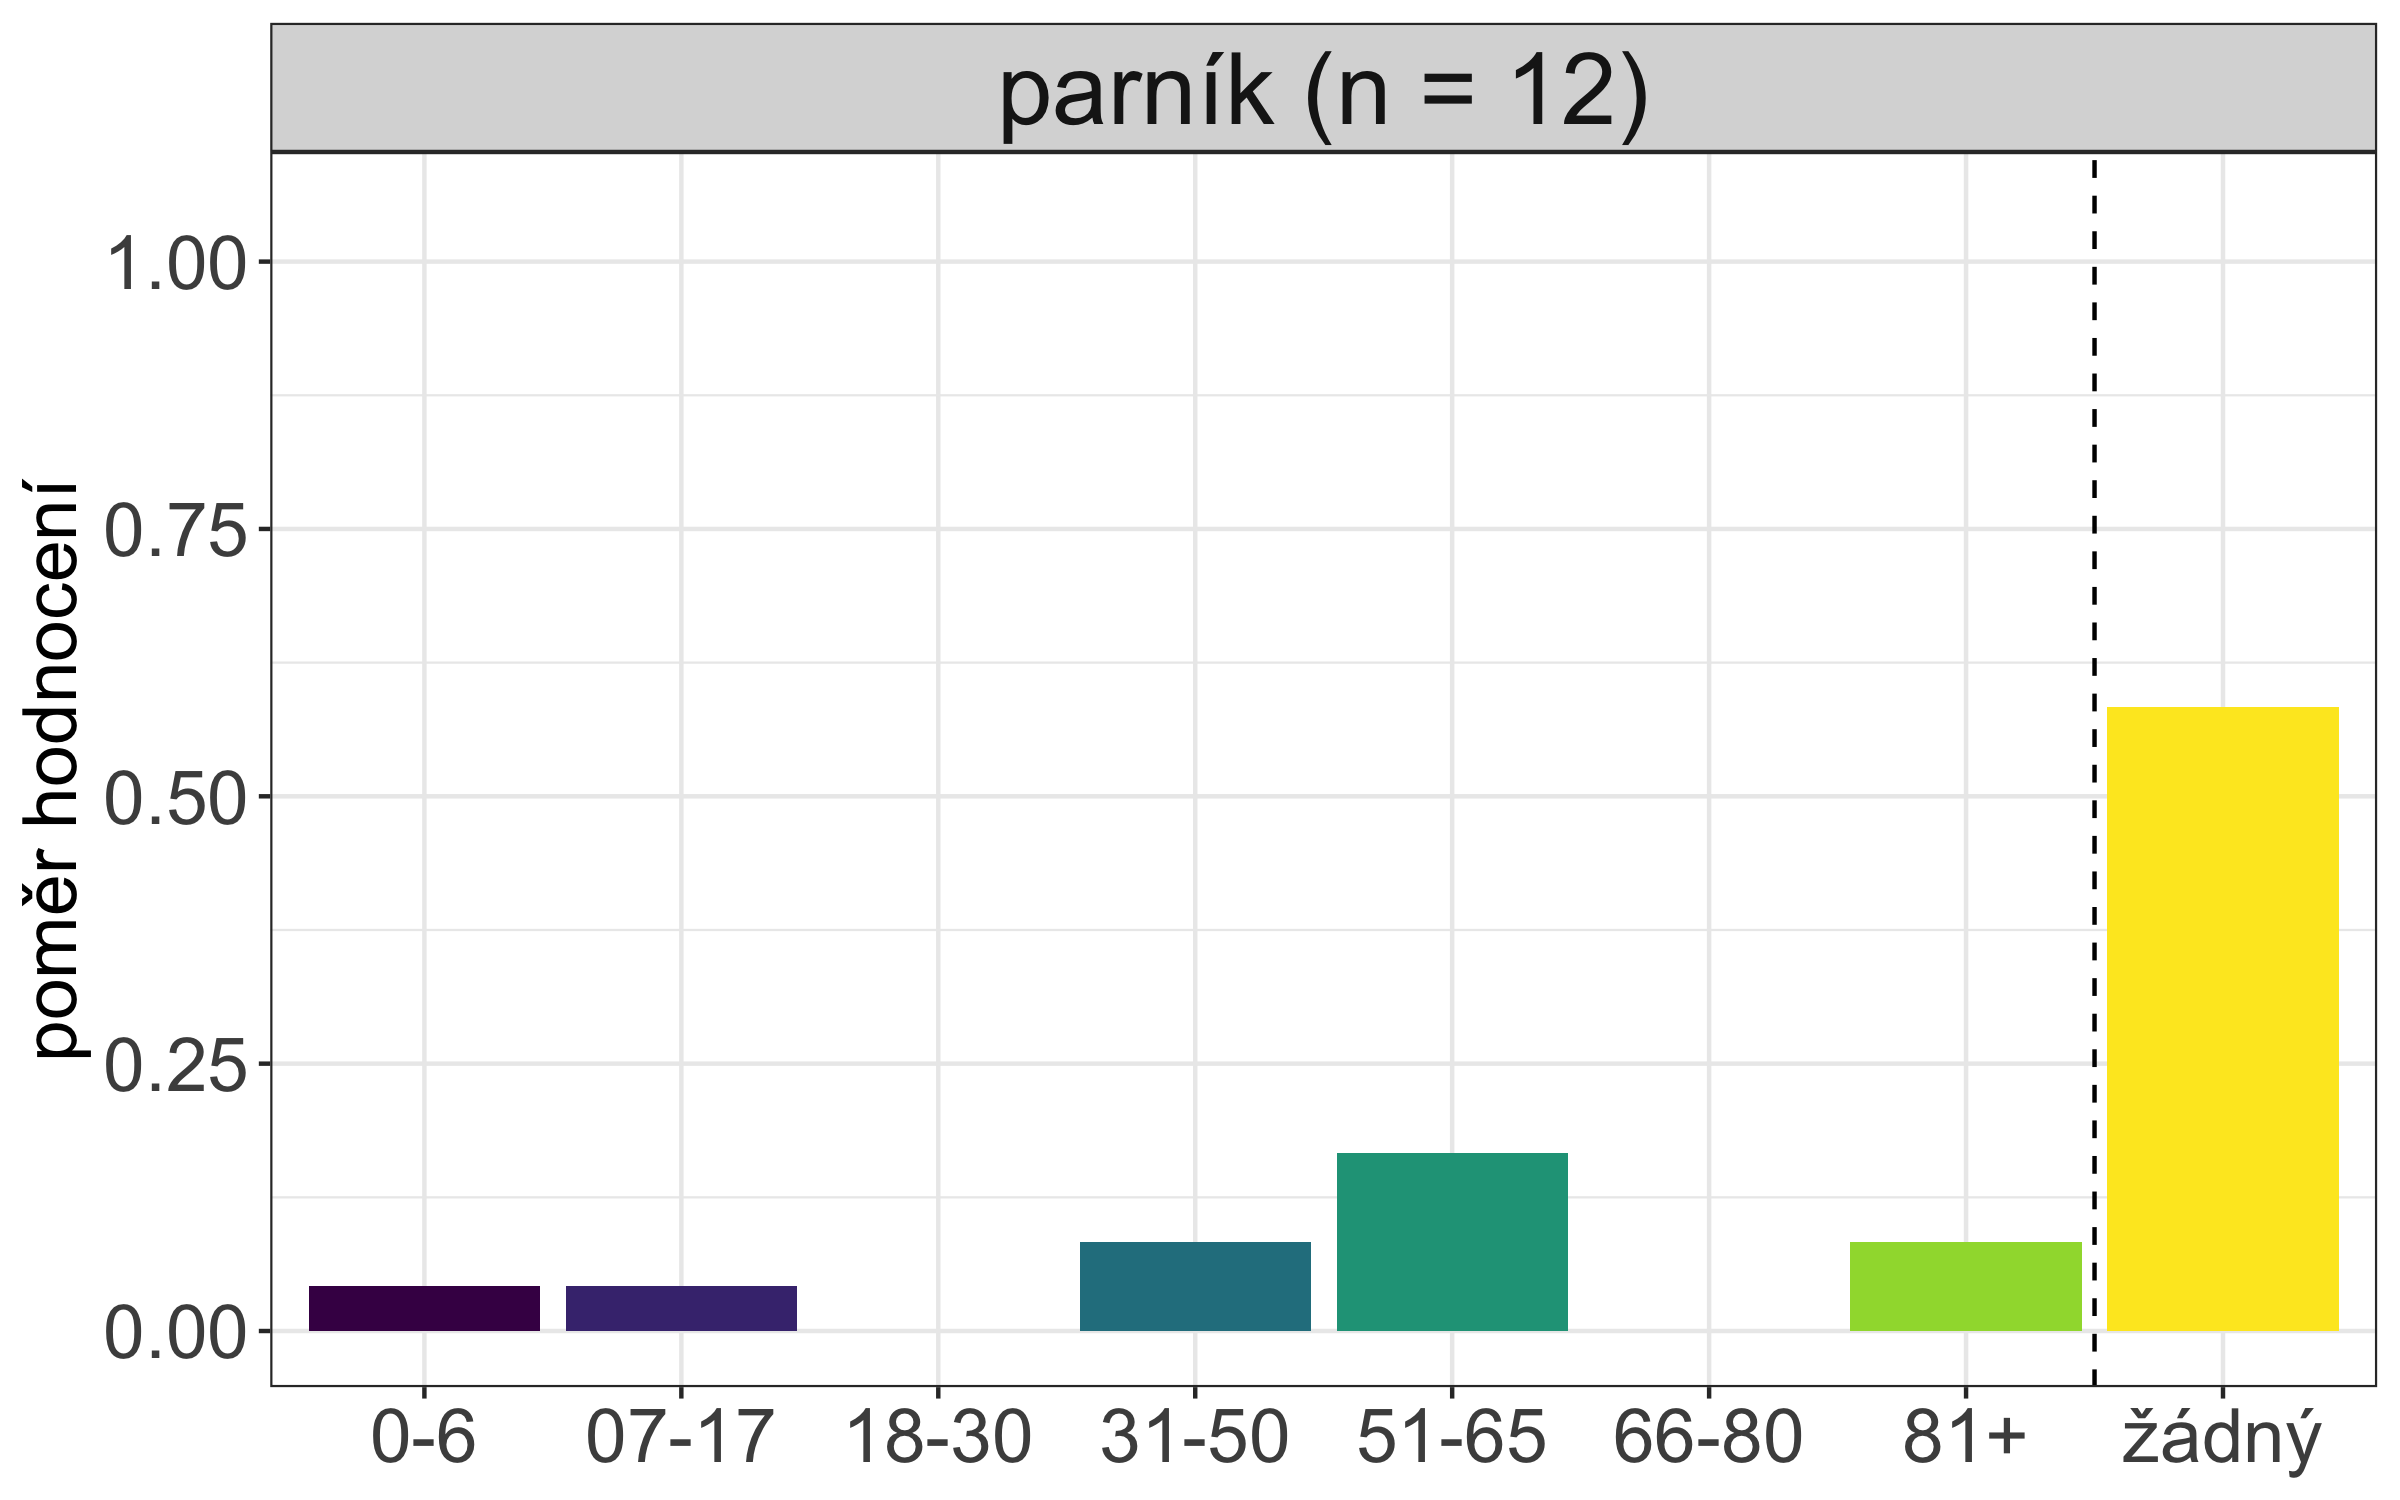 parník (n = 12)
poměr hodnocení
1.00
0.75
0.50
0.25
0.00
0-6 07-17 18-30 31-50 51-65 66-80 81+ žádný